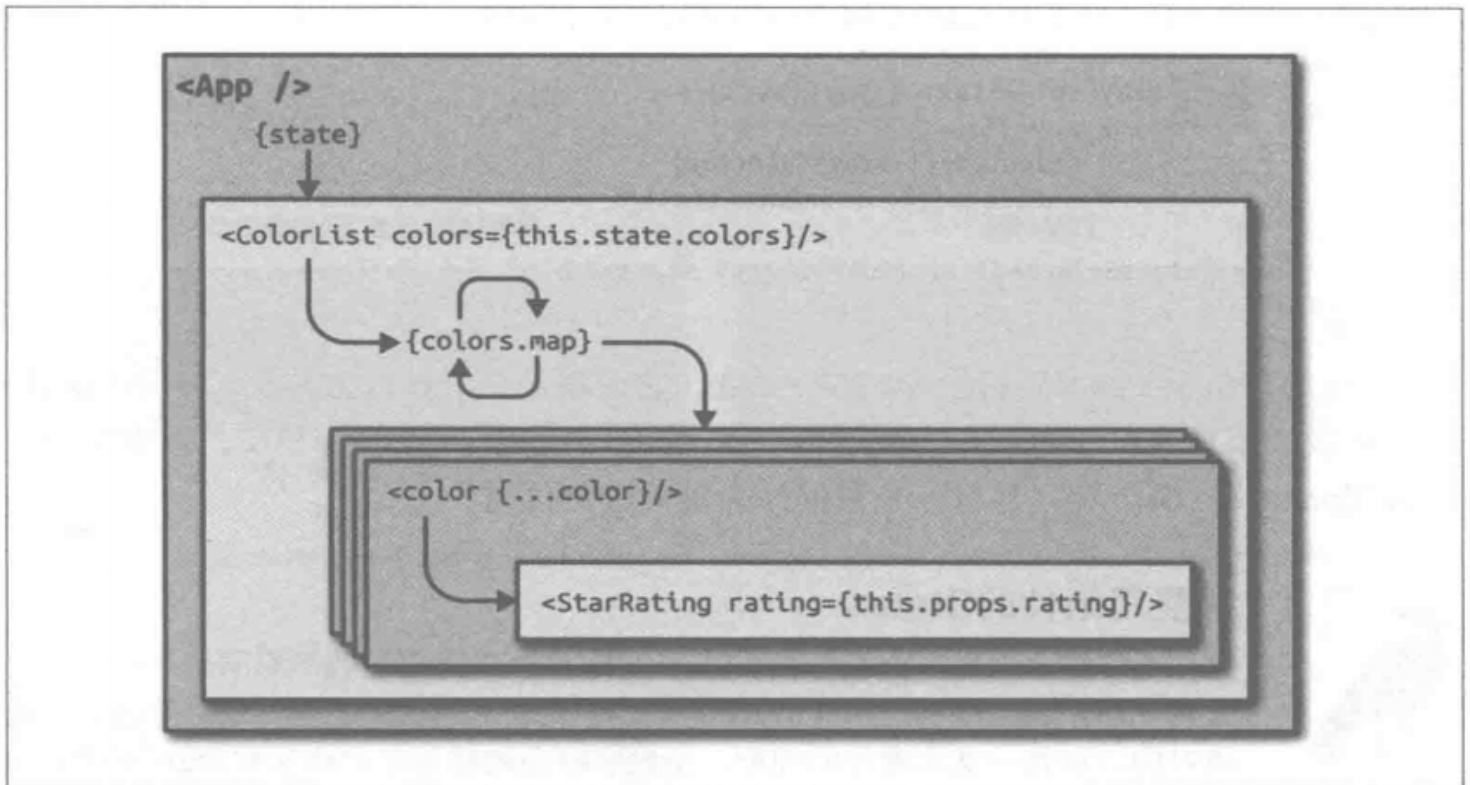 <App />
{state}
<ColorList colors={this.state.colors}/>
{colors.map}
<color {...color}/>
<StarRating rating={this.props.rating}/>